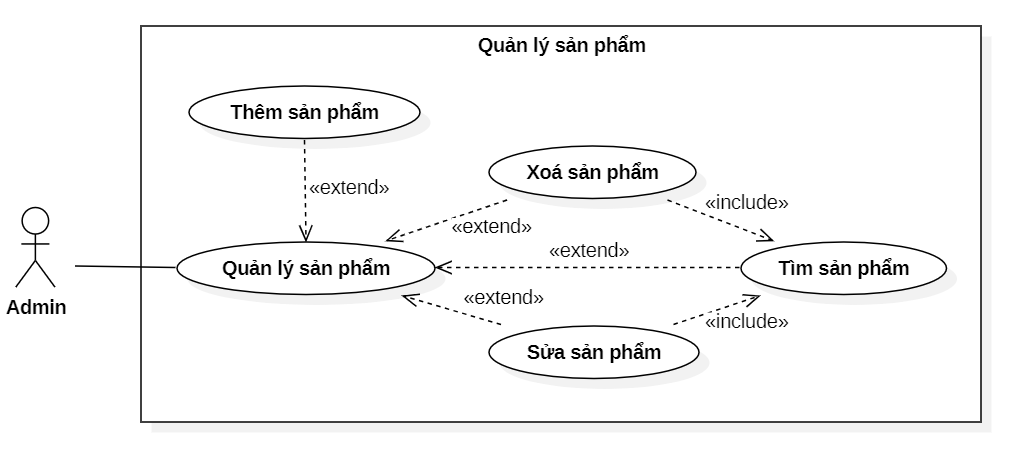 Quản lý sản phẩm
Thêm sản phẩm
Xoá sản phẩm
«extend»
«include»
«extend»
«extend»
Quản lý sản phẩm
Tìm sản phẩm
«extend»
Admin
«include»
Sửa sản phẩm